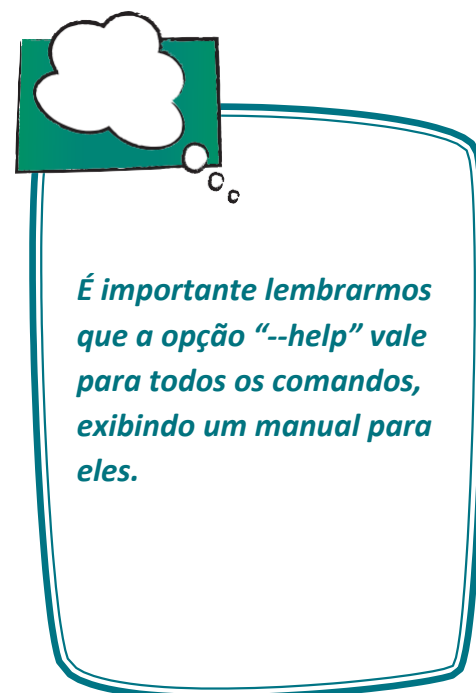 É importante lembrarmos
que a opção “--help” vale
para todos os comandos,
exibindo um manual para
eles.